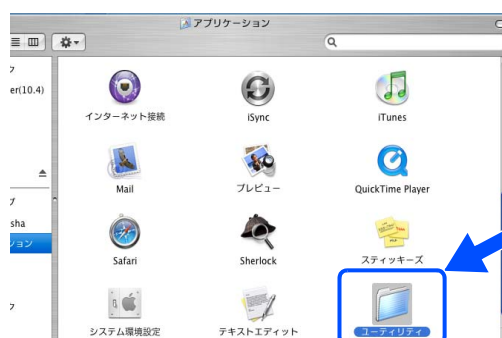 アプリケーション
er(10.4)
インターネット接続
iSync
iTunes
Mail
プレビュー
QuickTime Player
sha
ション
Safari
Sherlock
スティッキーズ
システム環境設定
テキストエディット
ユーティリティ